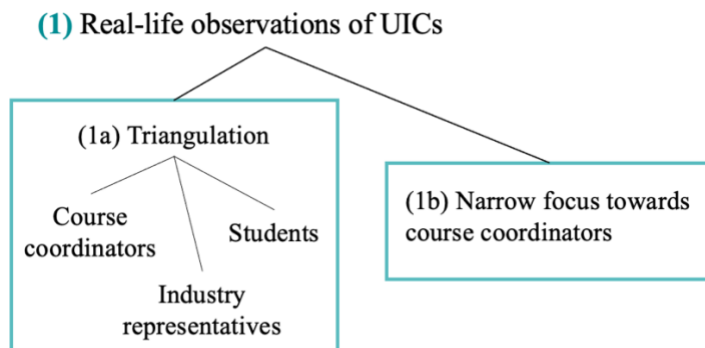 (1) Real-life observations of UICs
(1a) Triangulation
Course
coordinators
Students
Industry
representatives
(1b) Narrow focus towards
course coordinators